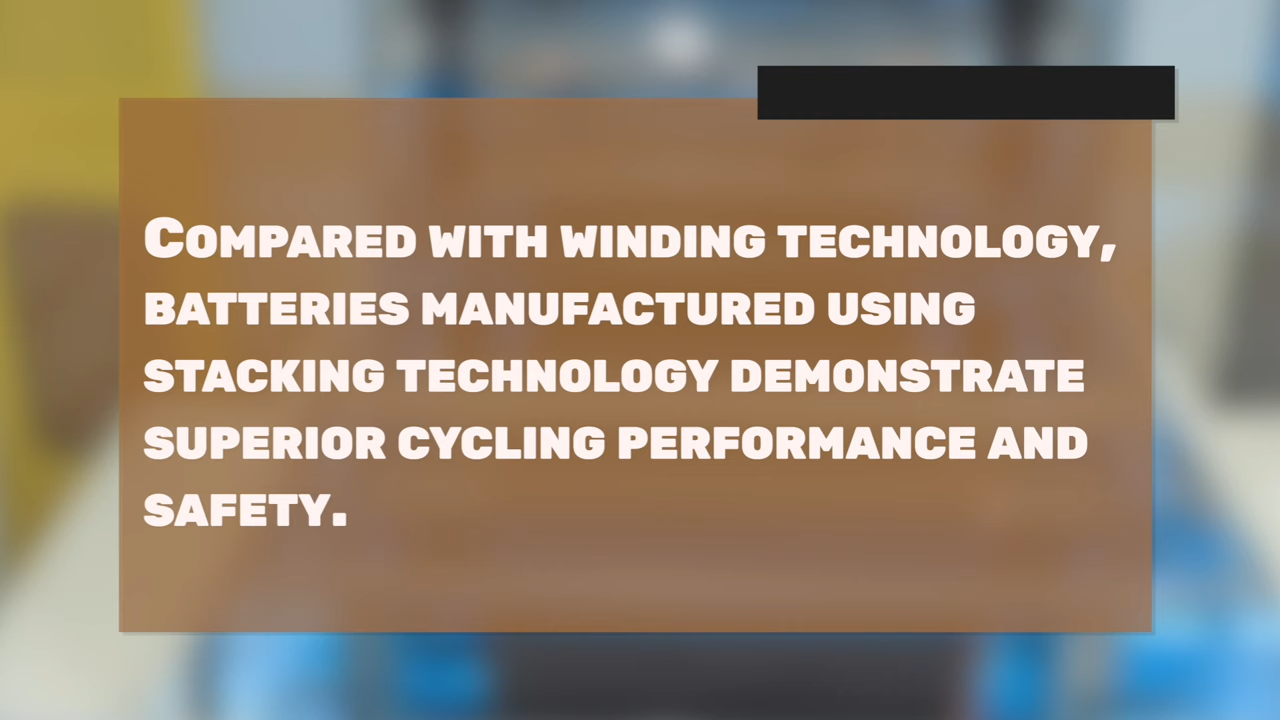 Compared with winding technology,
batteries manufactured using
stacking technology demonstrate
superior cycling performance and
safety.